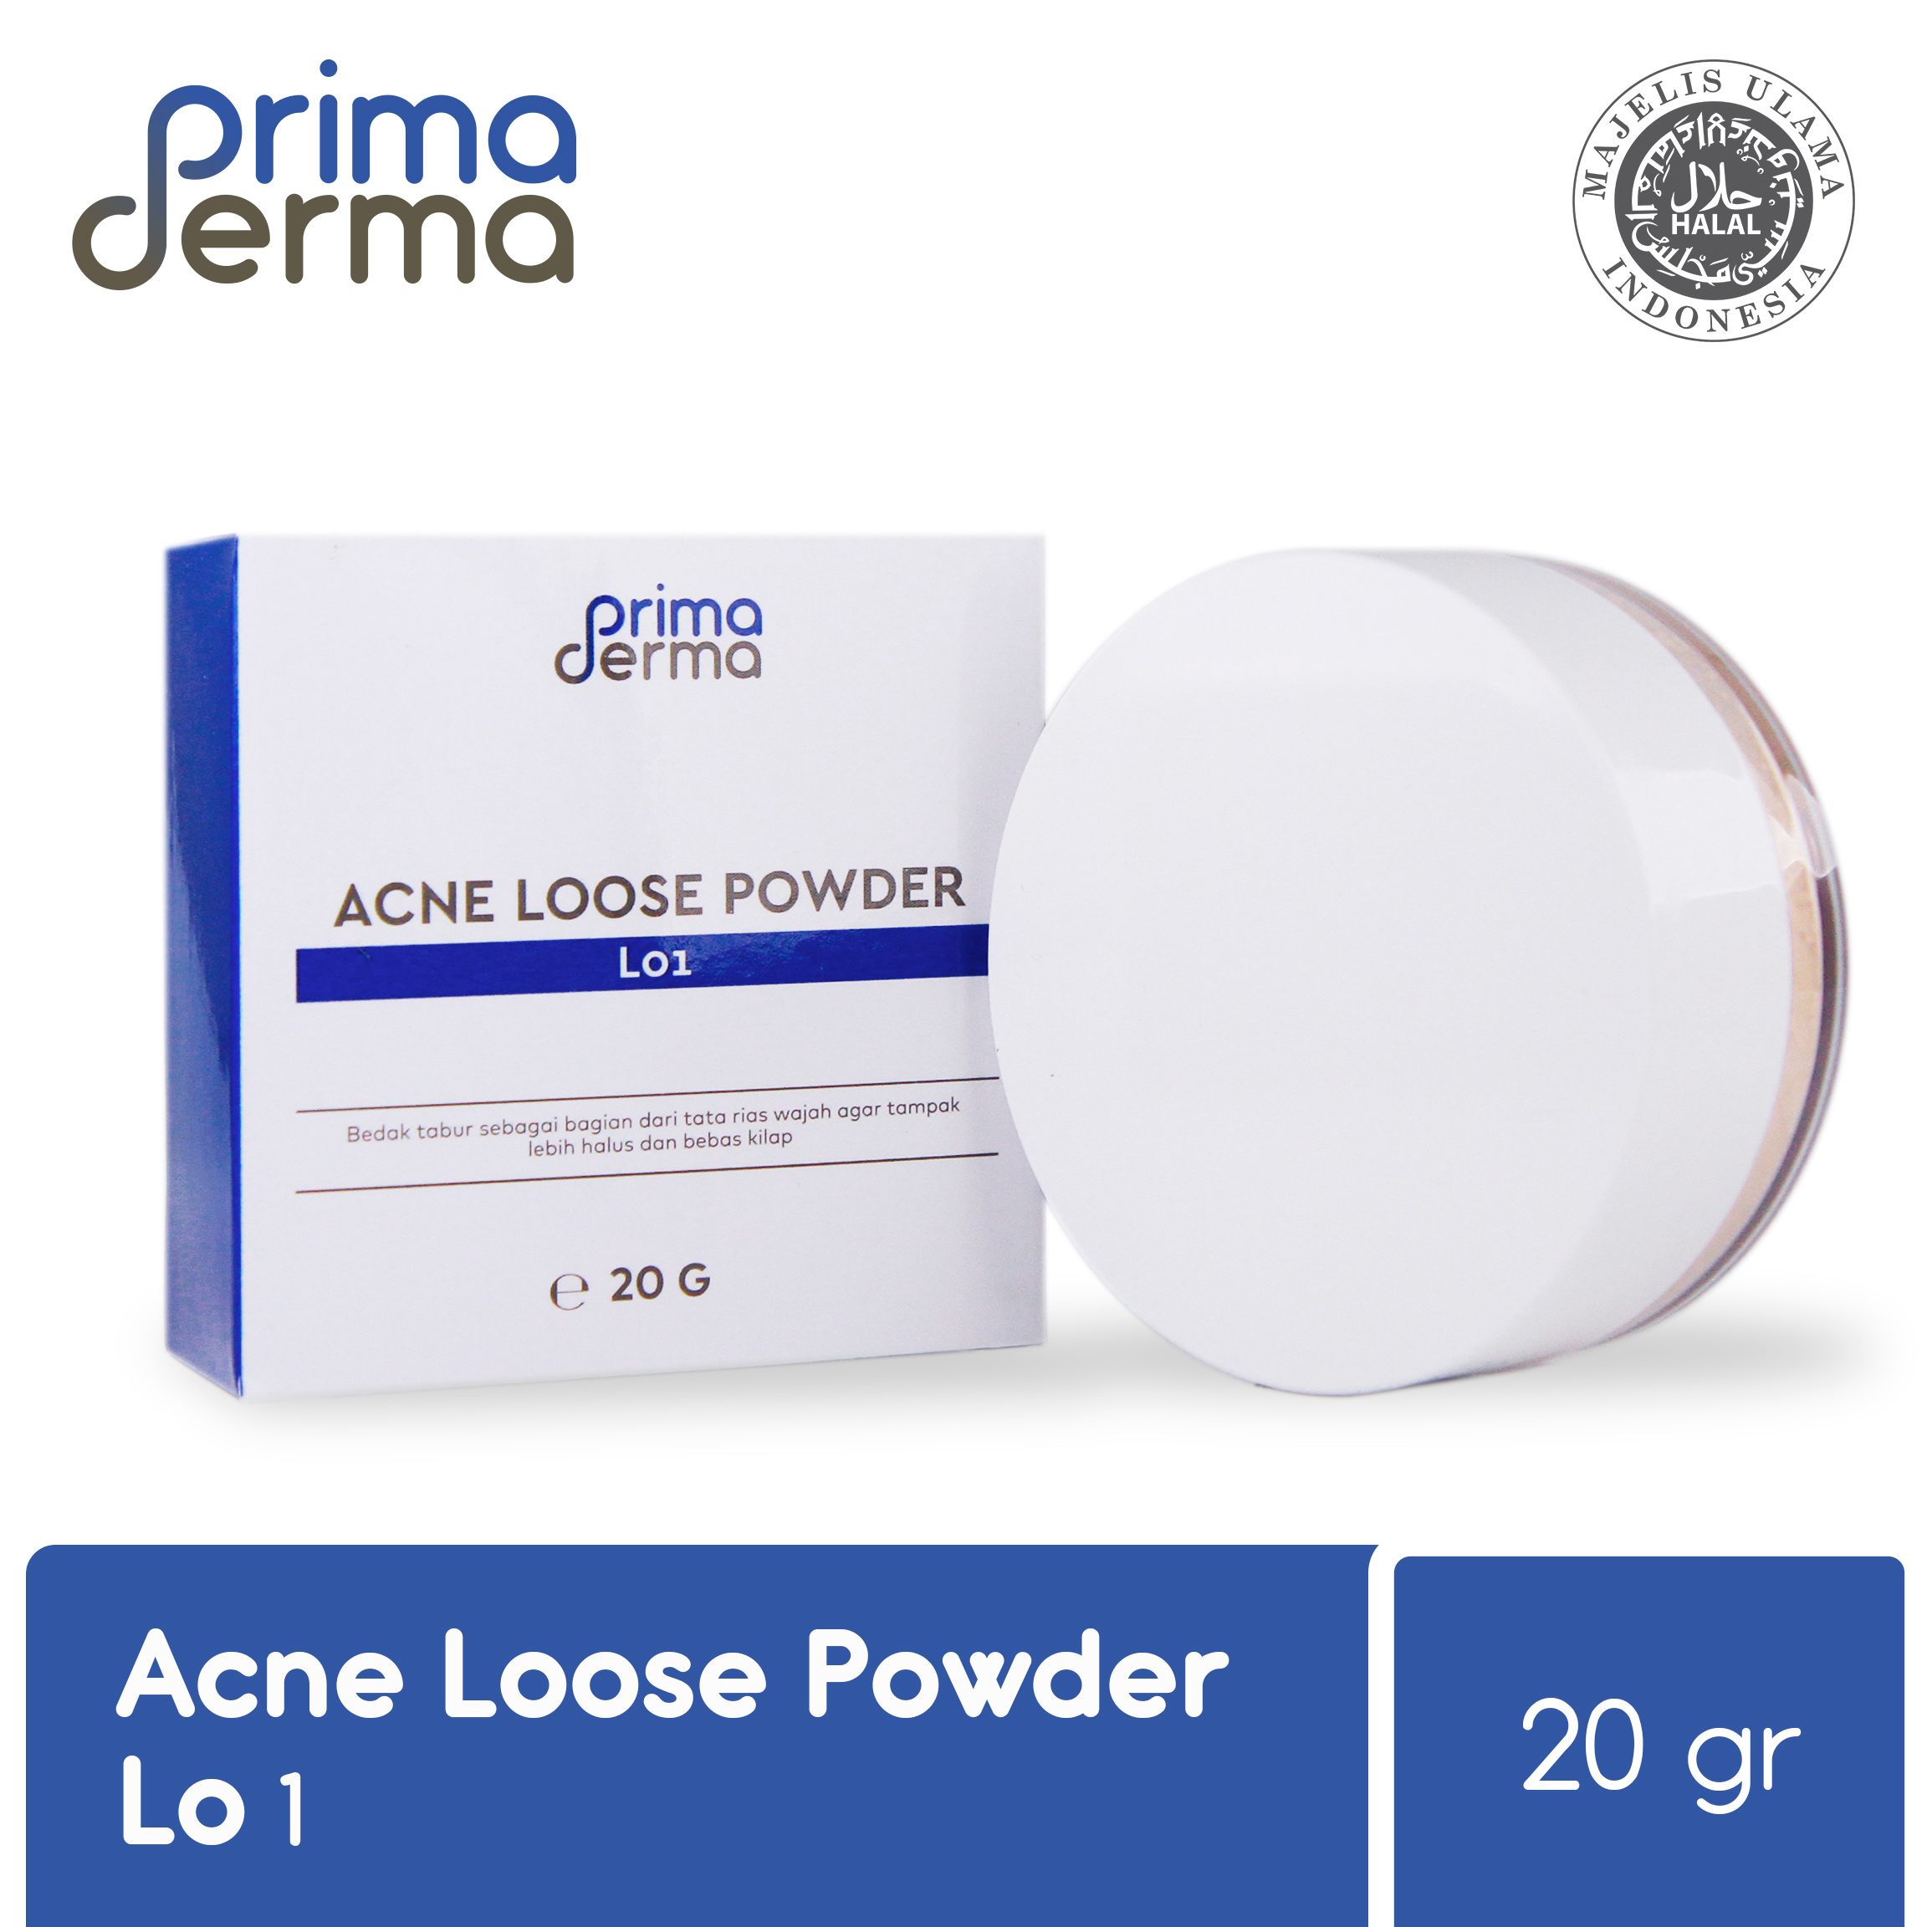 prima
derma
MAJELIS ULAMA
حلال
HALAL
INDONESIA
prima
derma
ACNE LOOSE POWDER
Lo1
Bedak tabur sebagai bagian dari tata rias wajah agar tampak
lebih halus dan bebas kilap
℮ 20 G
Acne Loose Powder
Lo 1
20 gr